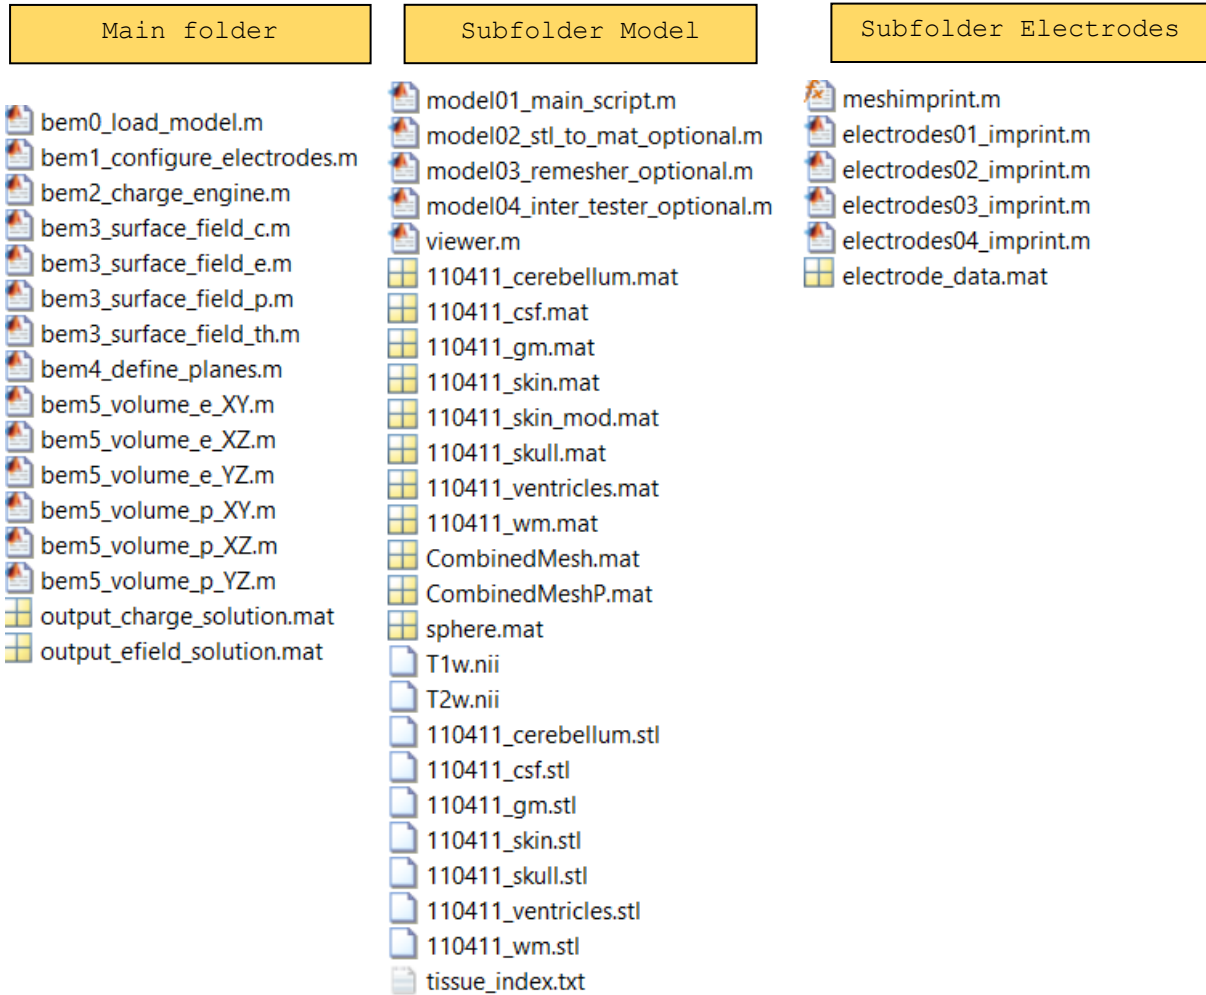 Main folder
bem0_load_model.m
bem1_configure_electrodes.m
bem2_charge_engine.m
bem3_surface_field_c.m
bem3_surface_field_e.m
bem3_surface_field_p.m
bem3_surface_field_th.m
bem4_define_planes.m
bem5_volume_e_XY.m
bem5_volume_e_XZ.m
bem5_volume_e_YZ.m
bem5_volume_p_XY.m
bem5_volume_p_XZ.m
bem5_volume_p_YZ.m
output_charge_solution.mat
output_efield_solution.mat
Subfolder Model
model01_main_script.m
model02_stl_to_mat_optional.m
model03_remesher_optional.m
model04_inter_tester_optional.m
viewer.m
110411_cerebellum.mat
110411_csf.mat
110411_gm.mat
110411_skin.mat
110411_skin_mod.mat
110411_skull.mat
110411_ventricles.mat
110411_wm.mat
CombinedMesh.mat
CombinedMeshP.mat
sphere.mat
T1w.nii
T2w.nii
110411_cerebellum.stl
110411_csf.stl
110411_gm.stl
110411_skin.stl
110411_skull.stl
110411_ventricles.stl
110411_wm.stl
tissue_index.txt
Subfolder Electrodes
meshimprint.m
electrodes01_imprint.m
electrodes02_imprint.m
electrodes03_imprint.m
electrodes04_imprint.m
electrode_data.mat